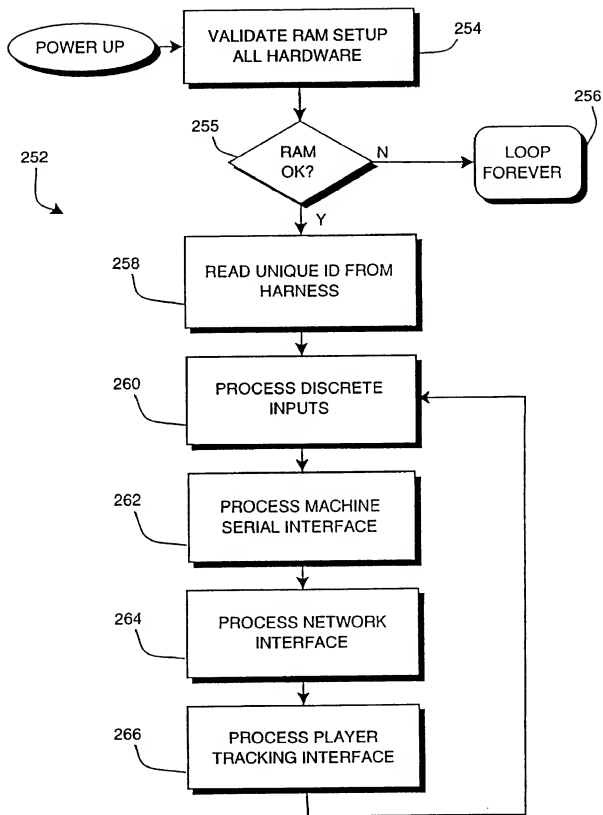 POWER UP
VALIDATE RAM SETUP
ALL HARDWARE
254
255
RAM
OK?
N
Y
256
LOOP
FOREVER
252
258
READ UNIQUE ID FROM
HARNESS
260
PROCESS DISCRETE
INPUTS
262
PROCESS MACHINE
SERIAL INTERFACE
264
PROCESS NETWORK
INTERFACE
266
PROCESS PLAYER
TRACKING INTERFACE